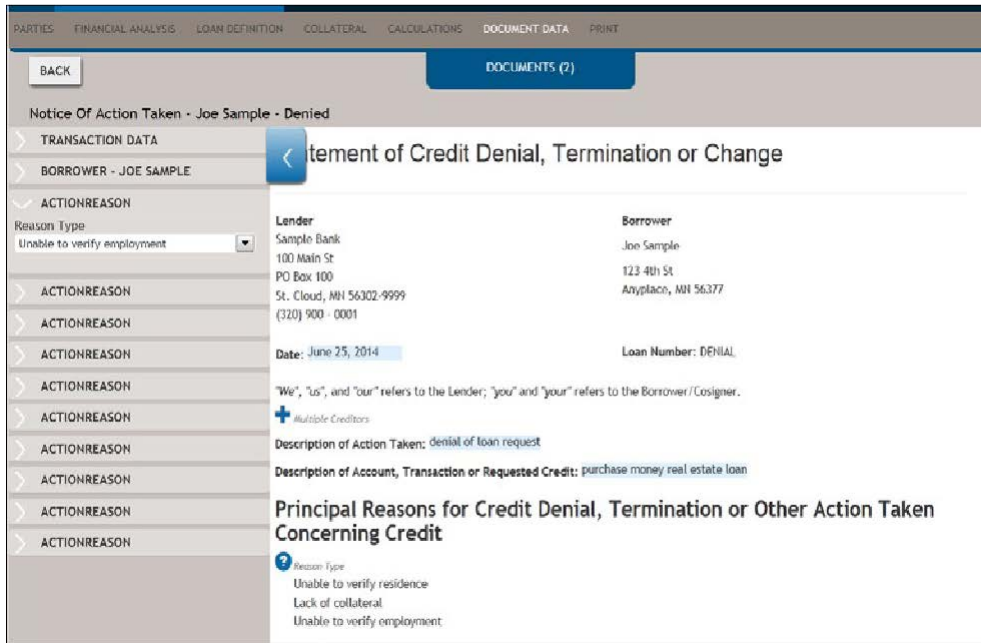 PARTIES FINANCIAL ANALYSIS LOAN DEFINITION COLLATERAL CALCULATIONS DOCUMENT DATA PRINT
BACK
DOCUMENTS (2)
Notice Of Action Taken - Joe Sample - Denied
TRANSACTION DATA
BORROWER - JOE SAMPLE
ACTIONREASON
Reason Type
Unable to verify employment
ACTIONREASON
ACTIONREASON
ACTIONREASON
ACTIONREASON
ACTIONREASON
ACTIONREASON
ACTIONREASON
ACTIONREASON
ACTIONREASON
tement of Credit Denial, Termination or Change
Lender
Sample Bank
100 Main St
PO Box 100
St. Cloud, MN 56302-9999
(320) 900 - 0001
Borrower
Joe Sample
123 4th St
Anyplace, MN 56377
Date: June 25, 2014
Loan Number: DENIAL
"We", "us", and "our" refers to the Lender; "you" and "your" refers to the Borrower/Cosigner.
Multiple Creditors
Description of Action Taken: denial of loan request
Description of Account, Transaction or Requested Credit: purchase money real estate loan
Principal Reasons for Credit Denial, Termination or Other Action Taken
Concerning Credit
? Reason Type
Unable to verify residence
Lack of collateral
Unable to verify employment